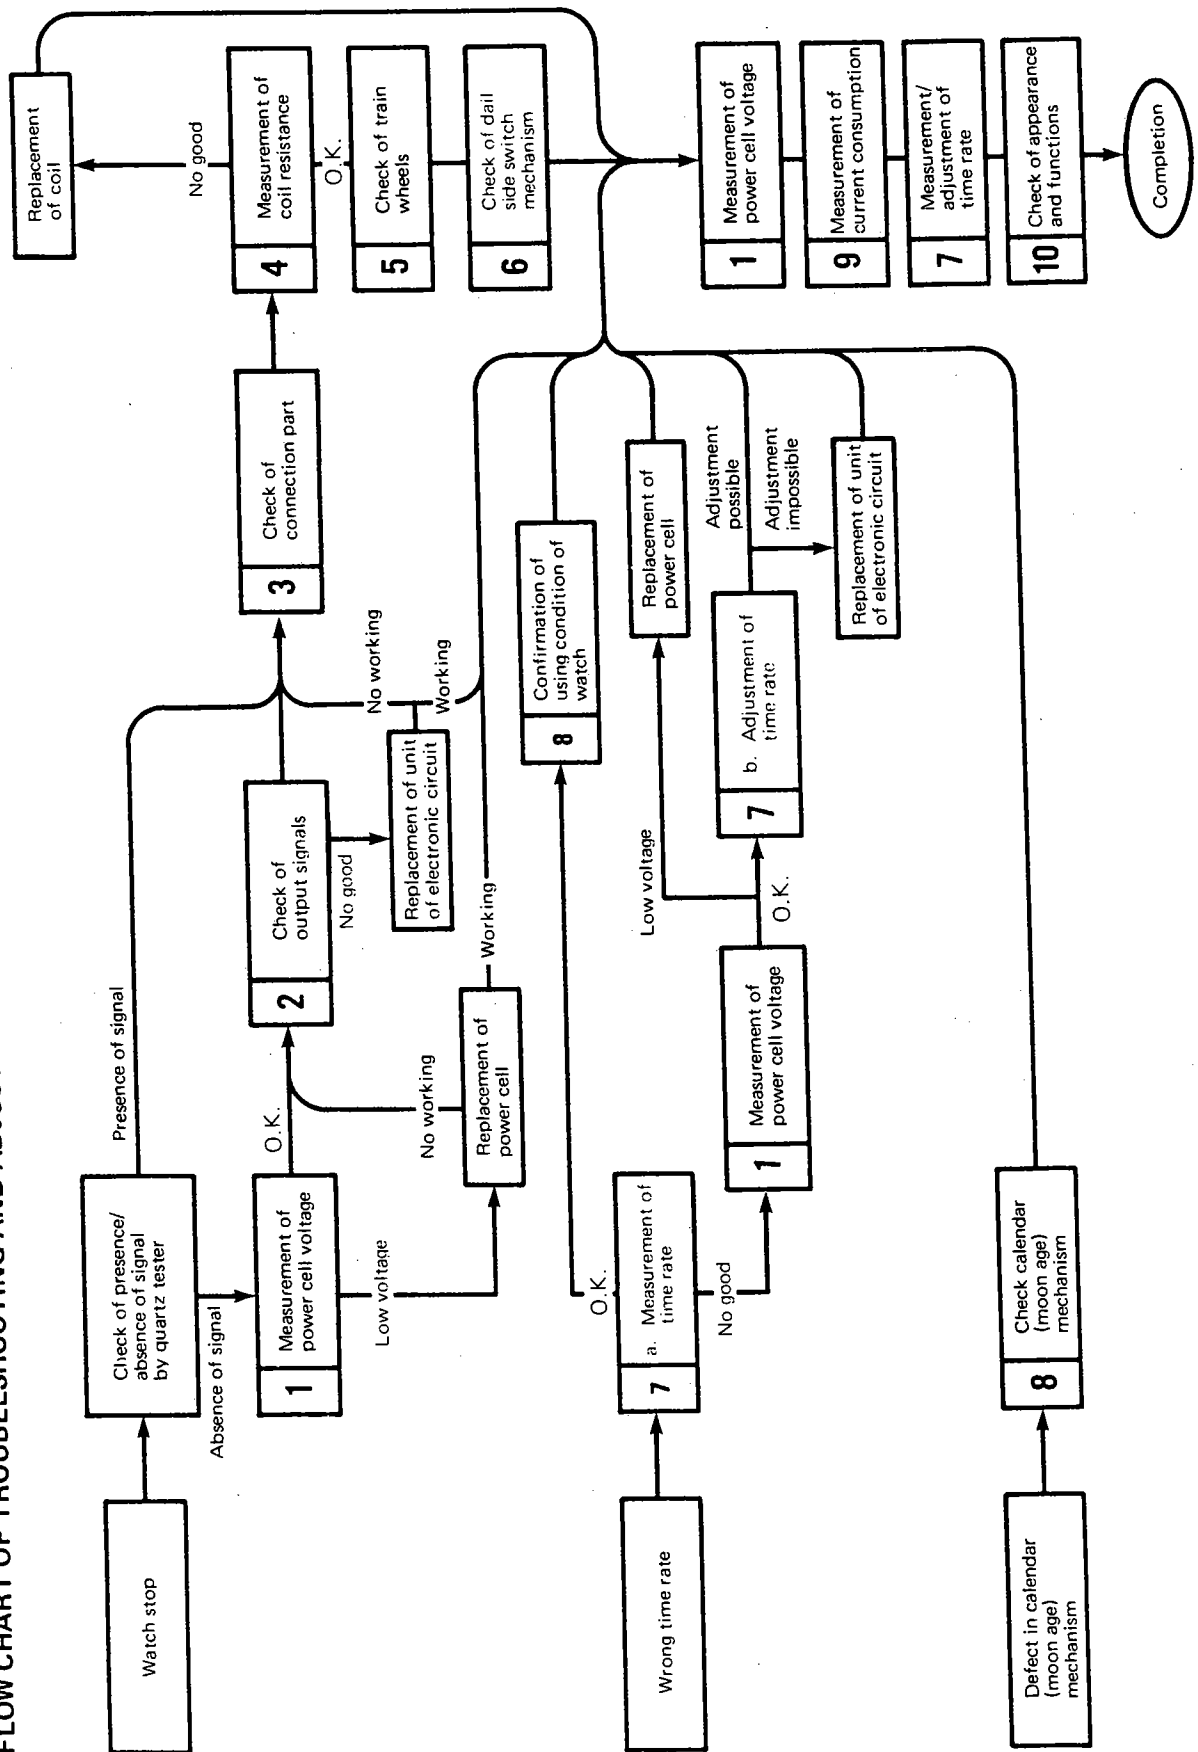 FLOW CHART OF TROUBLESHOOTING AND
Watch stop
Check of presence/
absence of signal
by quartz tester
Presence of signal
Absence of signal
1
Measurement of
power cell voltage
O.K.
Low voltage
Replacement of
power cell
No working
Working
2
Check of
output signals
No good
Replacement of unit
of electronic circuit
No working
Working
3
Check of
connection part
4
Measurement of
coil resistance
No good
Replacement
of coil
O.K.
5
Check of train
wheels
6
Check of dail
side switch
mechanism
Wrong time rate
7
a. Measurement of
time rate
O.K.
8
Confirmation of
using condition of
watch
No good
1
Measurement of
power cell voltage
Low voltage
Replacement of
power cell
O.K.
7
b. Adjustment of
time rate
Adjustment
possible
Adjustment
impossible
Replacement of unit
of electronic circuit
Defect in calendar
(moon age)
mechanism
8
Check calendar
(moon age)
mechanism
1
Measurement of
power cell voltage
9
Measurement of
current consumption
7
Measurement/
adjustment of
time rate
10
Check of appearance
and functions
Completion